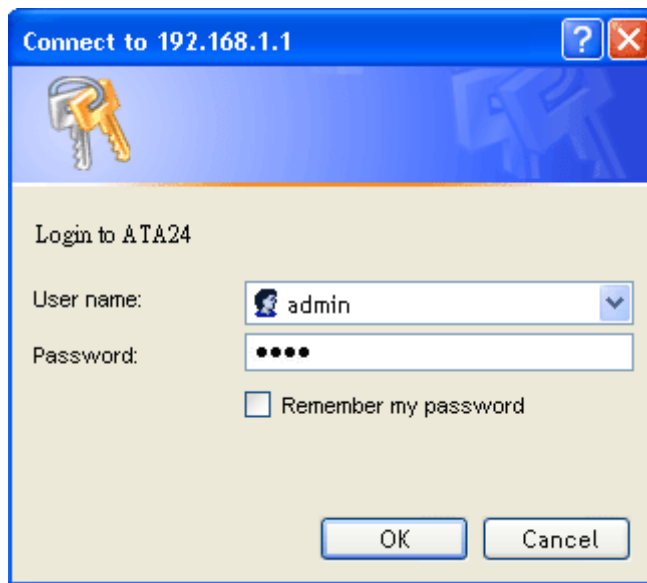 Connect to 192.168.1.1
Login to ATA24
User name: admin
Password: ••••
Remember my password
OK Cancel